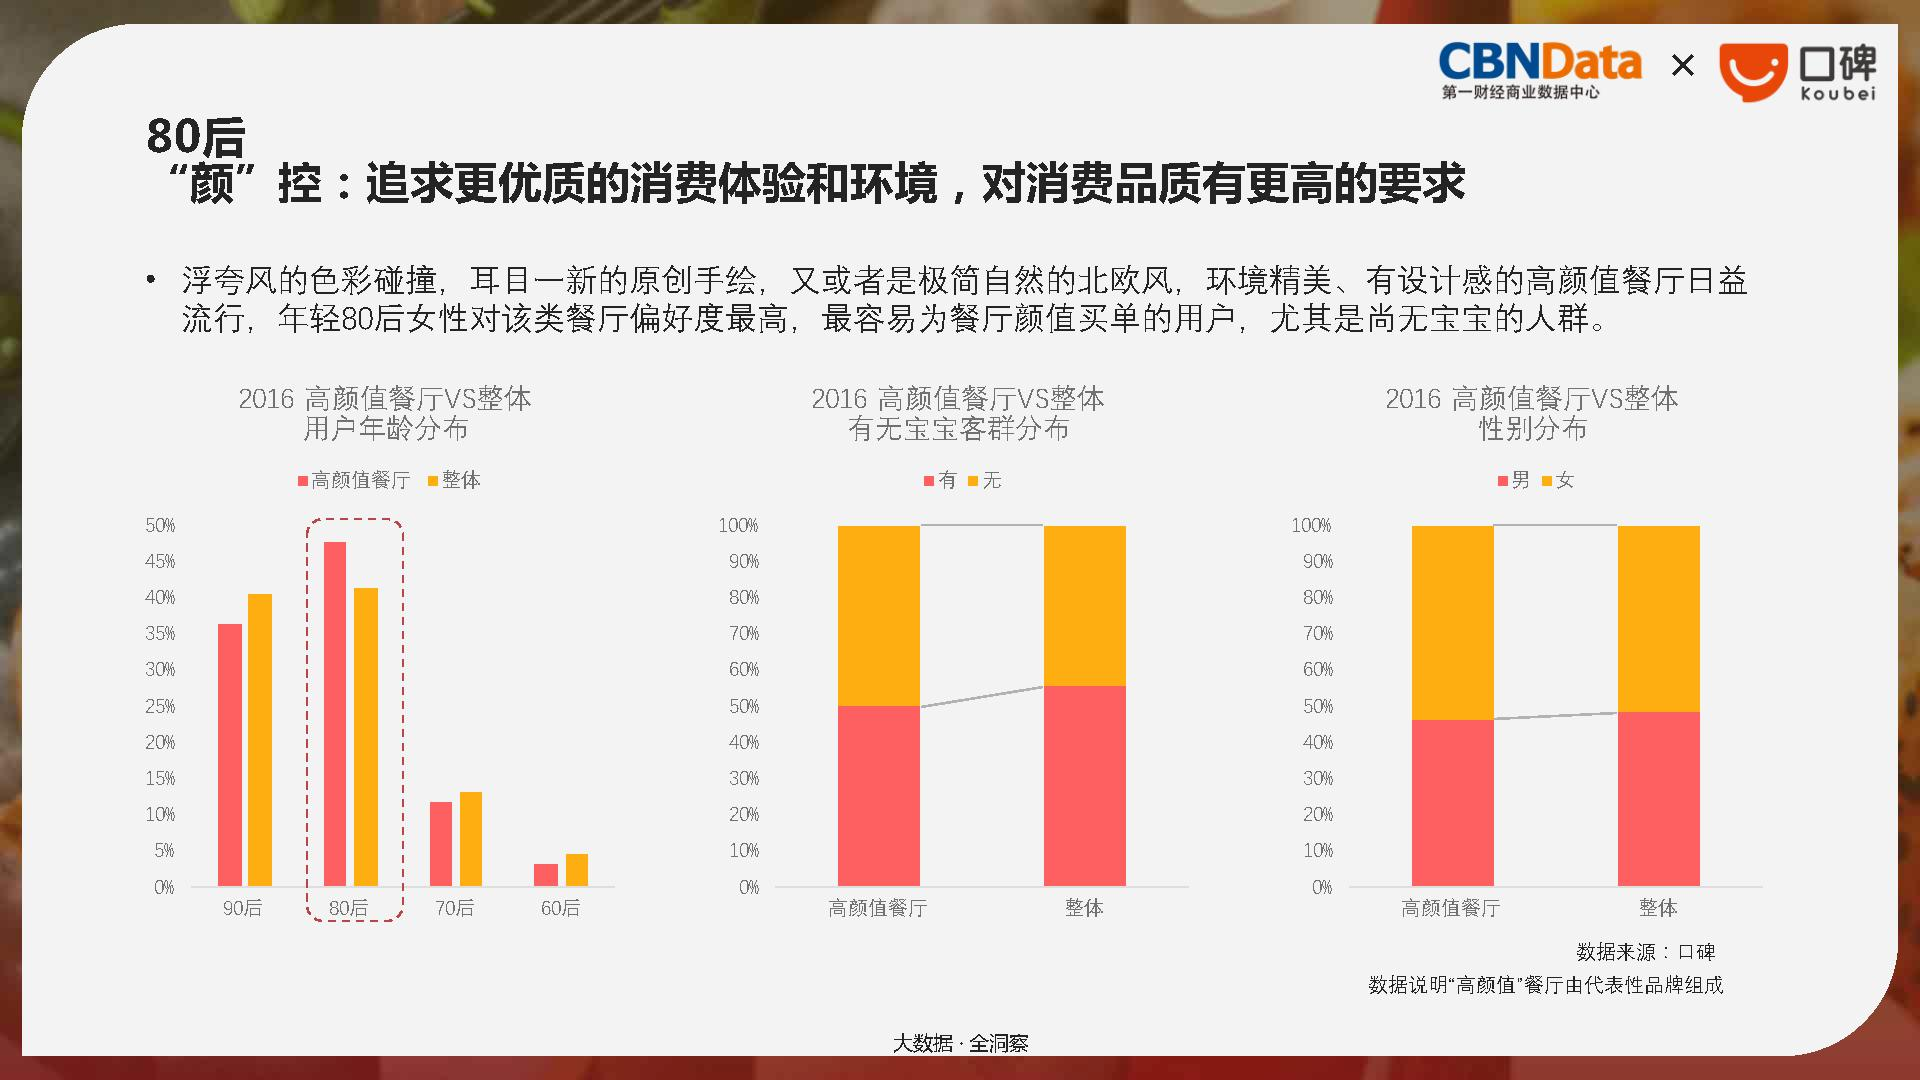 CBNData
第一财经商业数据中心
×
口碑
Koubei
80后
“颜”控：追求更优质的消费体验和环境，对消费品质有更高的要求
• 浮夸风的色彩碰撞，耳目一新的原创手绘，又或者是极简自然的北欧风，环境精美、有设计感的高颜值餐厅日益
流行，年轻80后女性对该类餐厅偏好度最高，最容易为餐厅颜值买单的用户，尤其是尚无宝宝的人群。
2016 高颜值餐厅VS整体
用户年龄分布
高颜值餐厅 整体
50%
45%
40%
35%
30%
25%
20%
15%
10%
5%
0%
90后 80后 70后 60后
2016 高颜值餐厅VS整体
有无宝宝客群分布
有 无
100%
90%
80%
70%
60%
50%
40%
30%
20%
10%
0%
高颜值餐厅 整体
2016 高颜值餐厅VS整体
性别分布
男 女
100%
90%
80%
70%
60%
50%
40%
30%
20%
10%
0%
高颜值餐厅 整体
数据来源：口碑
数据说明“高颜值”餐厅由代表性品牌组成
大数据·全洞察